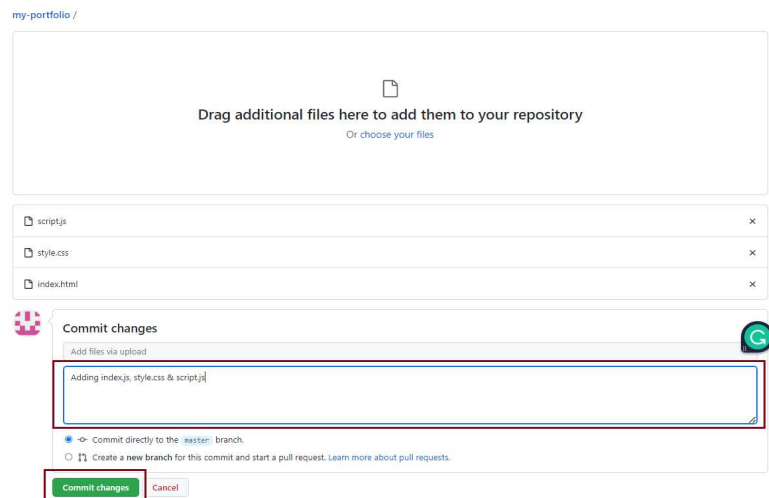 my-portfolio /
Drag additional files here to add them to your repository
Or choose your files
script.js
style.css
index.html
Commit changes
Add files via upload
Adding index.js, style.css & script.js
Commit directly to the master branch.
Create a new branch for this commit and start a pull request. Learn more about pull requests.
Commit changes Cancel